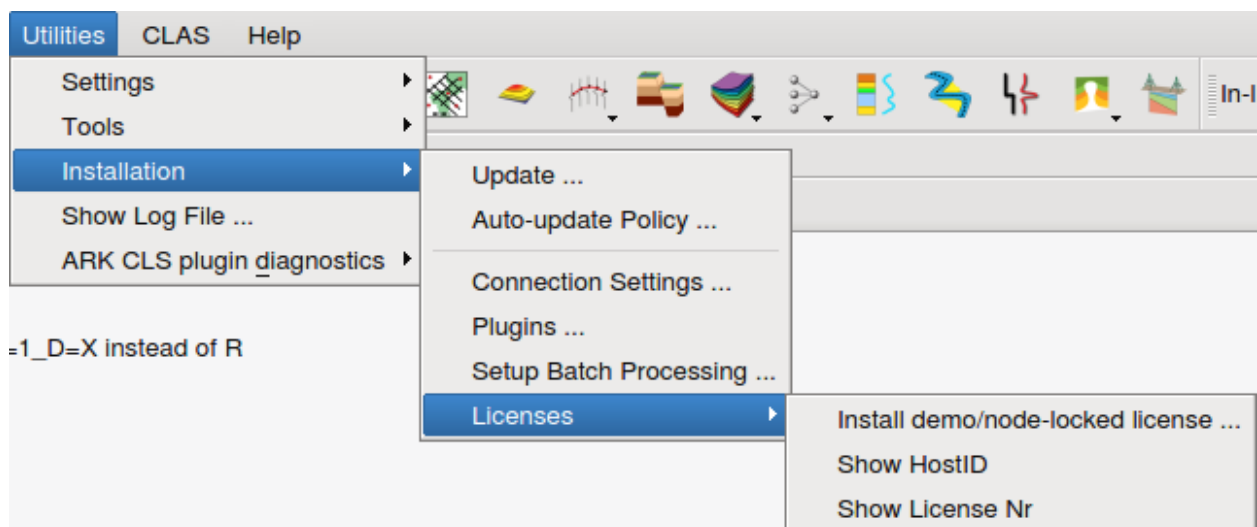 Utilities CLAS Help
Settings
Tools
In-l
Installation
Update ...
Show Log File ...
Auto-update Policy ...
ARK CLS plugin diagnostics
Connection Settings ...
Plugins ...
=1_D=X instead of R
Setup Batch Processing ...
Licenses
Install demo/node-locked license ...
Show HostID
Show License Nr